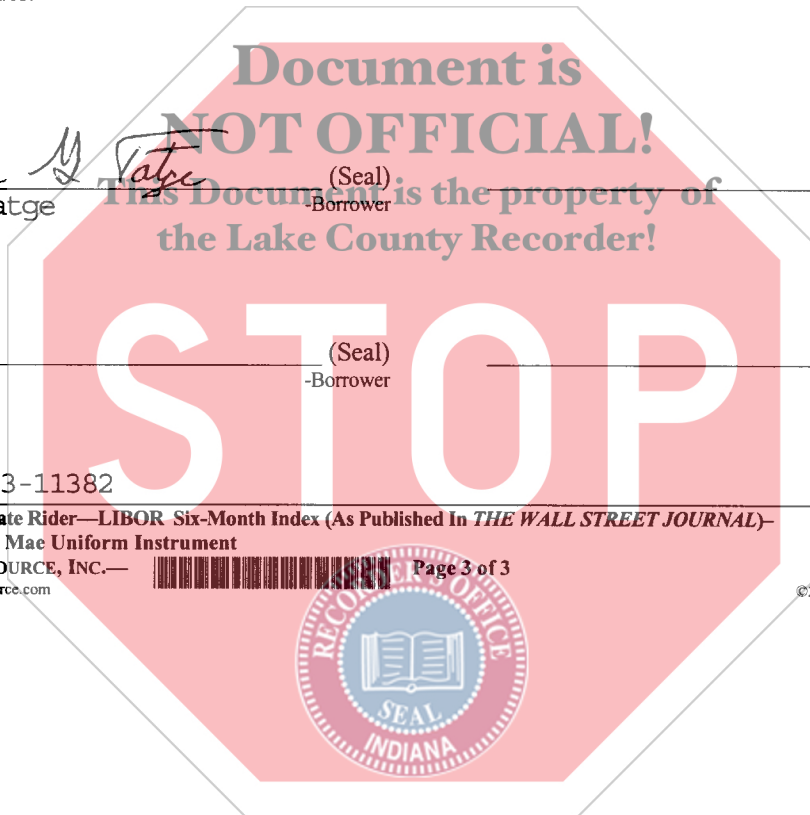 Document is
NOT OFFICIAL!
This Document is the property of
the Lake County Recorder!
Tatge (Seal)
atge -Borrower
(Seal)
-Borrower
STOP
3-11382
ate Rider—LIBOR Six-Month Index (As Published In THE WALL STREET JOURNAL)–
Mae Uniform Instrument
OURCE, INC.— Page 3 of 3
rce.com ©
RECORDER'S OFFICE
SEAL
INDIANA